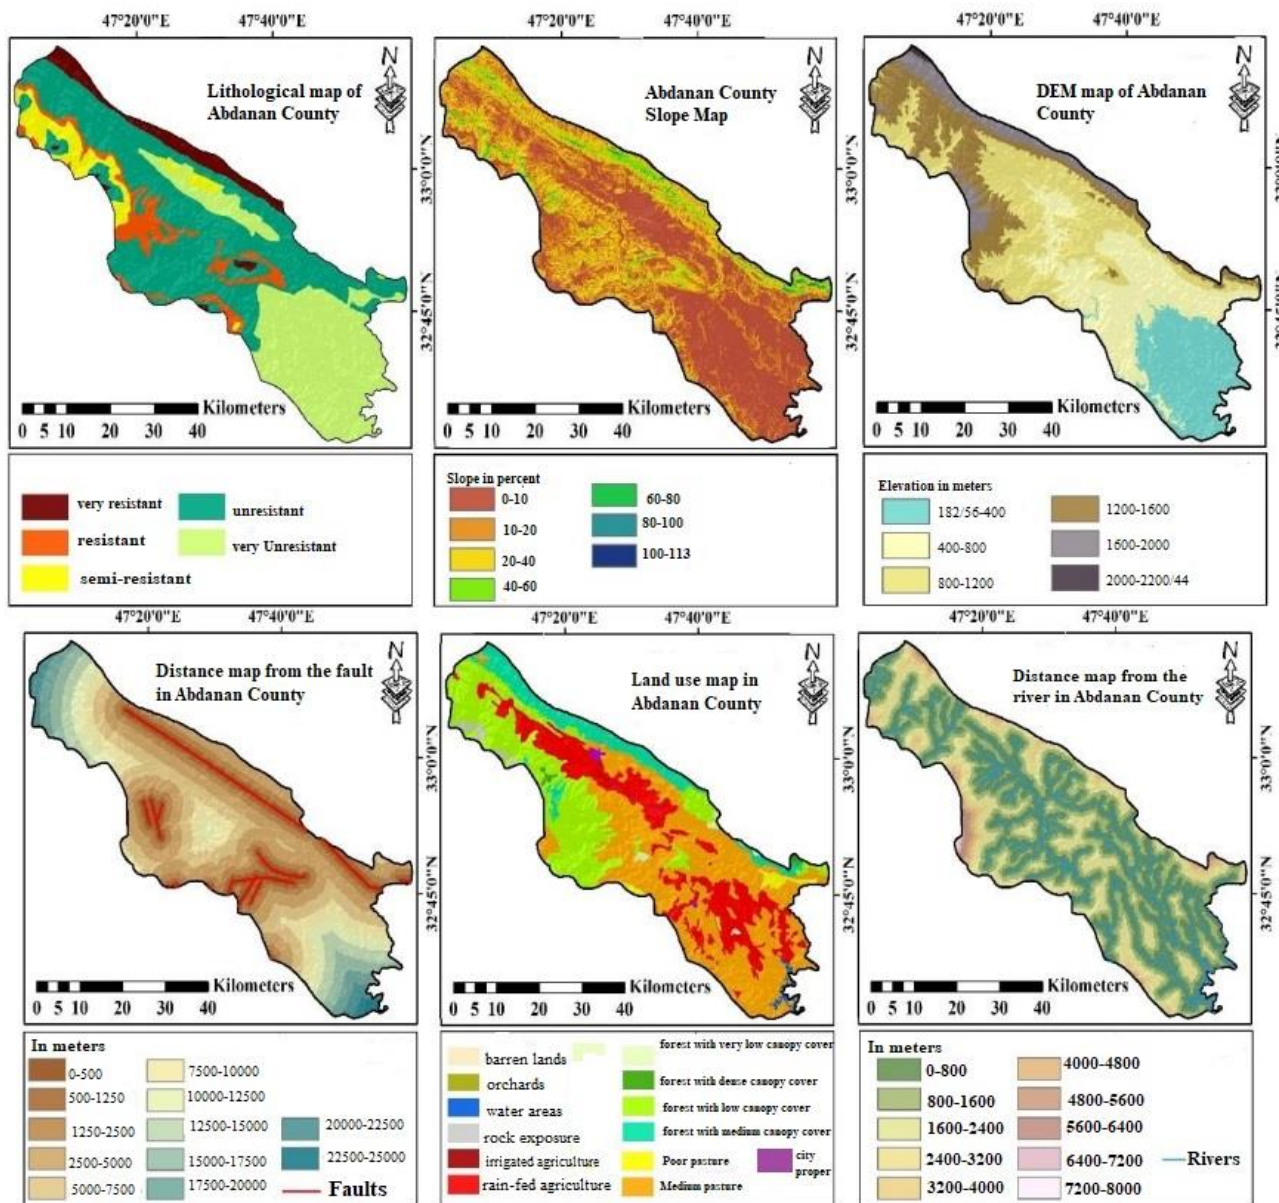 47°20'0"E
47°40'0"E
47°20'0"E
47°40'0"E
47°20'0"E
47°40'0"E
N
Lithological map of
Abdanan County
33°0'0"N
32°45'0"N
Kilometers
0 5 10 20 30 40
N
Abdanan County
Slope Map
33°0'0"N
32°45'0"N
Kilometers
0 5 10 20 30 40
N
DEM map of Abdanan
County
Kilometers
0 5 10 20 30 40
very resistant
unresistant
resistant
very Unresistant
semi-resistant
Slope in percent
0-10
10-20
20-40
40-60
60-80
80-100
100-113
Elevation in meters
182/56-400
400-800
800-1200
1200-1600
1600-2000
2000-2200/44
47°20'0"E
47°40'0"E
47°20'0"E
47°40'0"E
47°20'0"E
47°40'0"E
N
Distance map from the fault
in Abdanan County
33°0'0"N
32°45'0"N
Kilometers
0 5 10 20 30 40
N
Land use map in
Abdanan County
33°0'0"N
32°45'0"N
Kilometers
0 5 10 20 30 40
N
Distance map from the
river in Abdanan County
33°0'0"N
32°45'0"N
Kilometers
0 5 10 20 30 40
In meters
0-500
500-1250
1250-2500
2500-5000
5000-7500
7500-10000
10000-12500
12500-15000
15000-17500
17500-20000
20000-22500
22500-25000
Faults
barren lands
orchards
water areas
rock exposure
irrigated agriculture
rain-fed agriculture
forest with very low canopy cover
forest with dense canopy cover
forest with low canopy cover
forest with medium canopy cover
Poor pasture
Medium pasture
city
proper
In meters
0-800
800-1600
1600-2400
2400-3200
3200-4000
4000-4800
4800-5600
5600-6400
6400-7200
7200-8000
Rivers